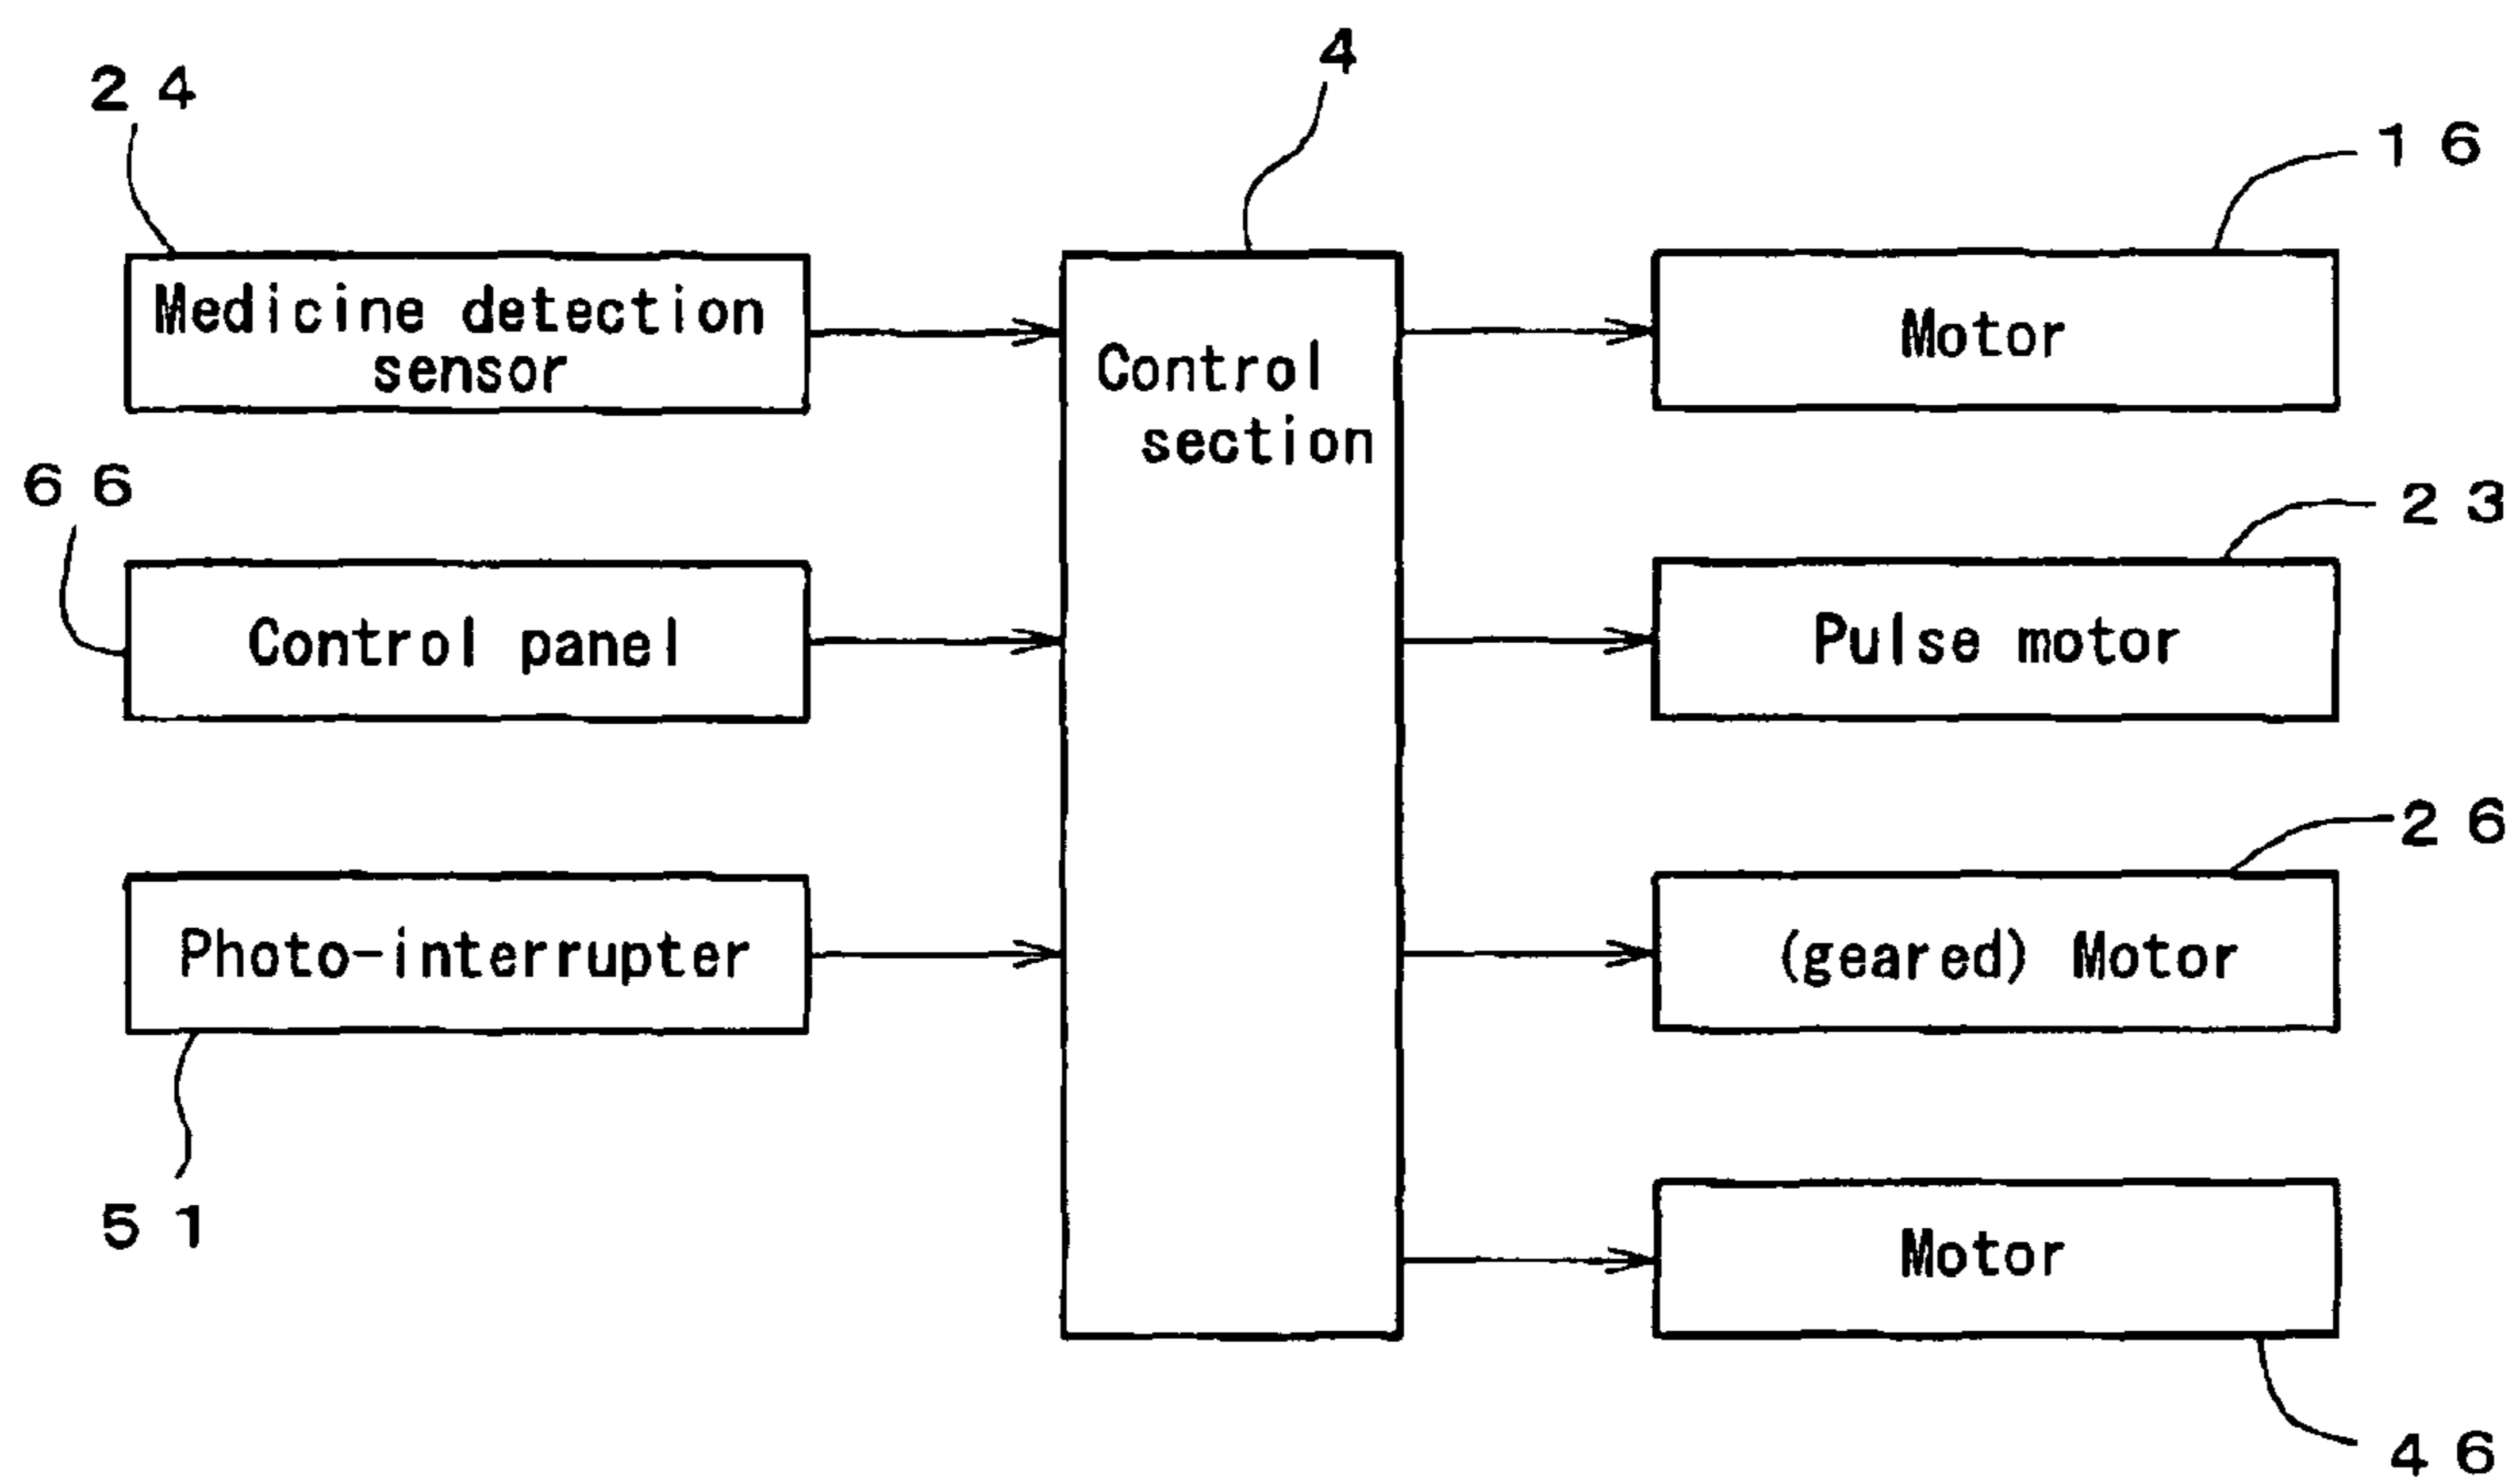 24
4
16
Medicine detection
sensor
Control
section
Motor
66
23
Control panel
Pulse motor
26
Photo-interrupter
(geared) Motor
51
Motor
46